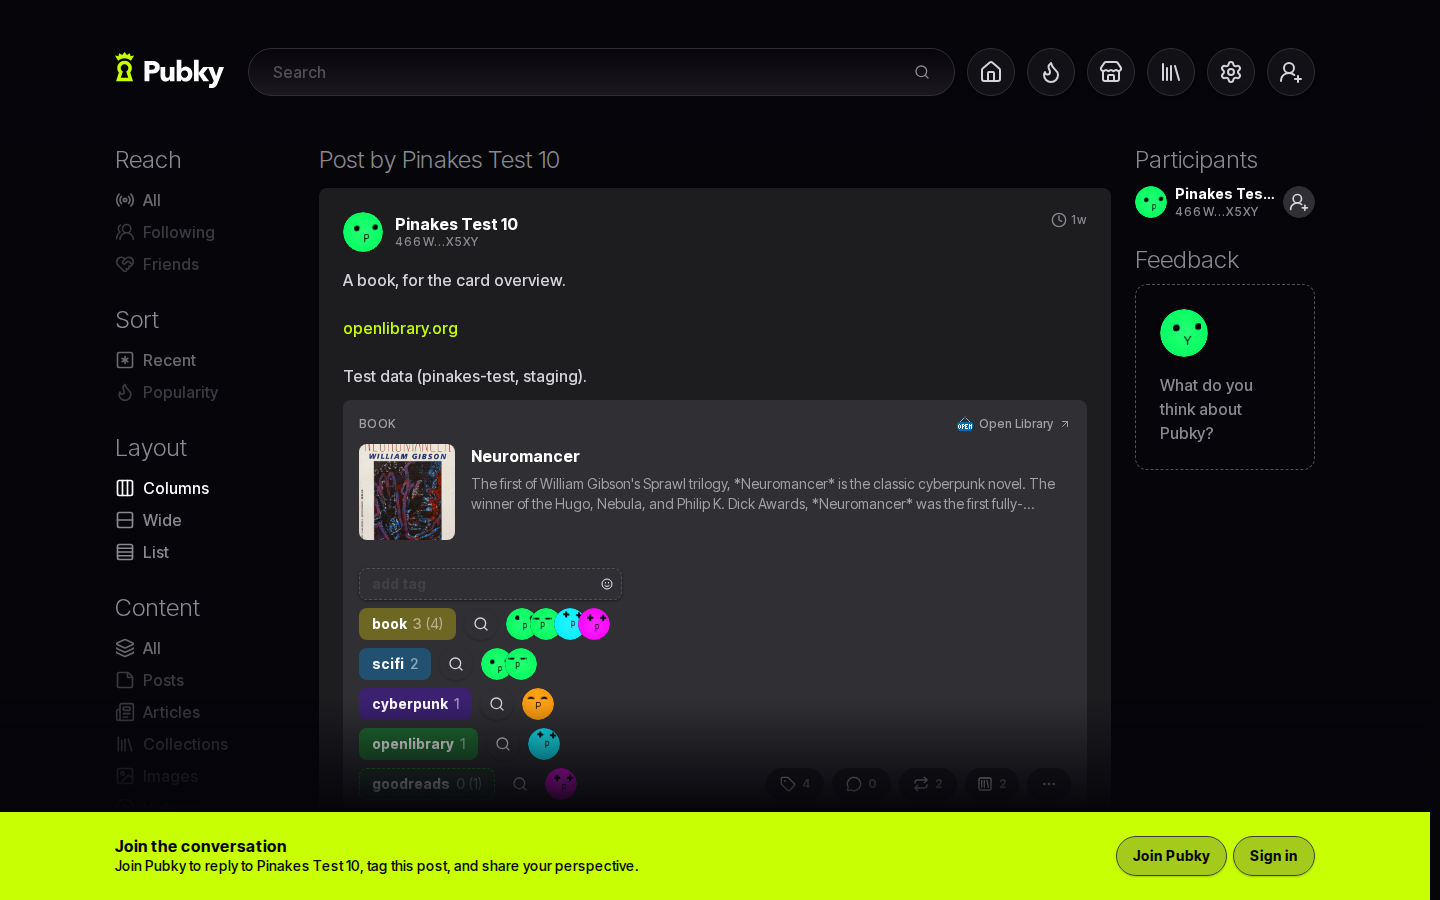 Pubky
Search
Reach
All
Following
Friends
Sort
Recent
Popularity
Layout
Columns
Wide
List
Content
All
Posts
Articles
Collections
Images
Post by Pinakes Test 10
Pinakes Test 10
466W...X5XY
1w
A book, for the card overview.
openlibrary.org
Test data (pinakes-test, staging).
BOOK
OPEN
Open Library
WILLIAM GIBSON
Neuromancer
The first of William Gibson's Sprawl trilogy, *Neuromancer* is the classic cyberpunk novel. The
winner of the Hugo, Nebula, and Philip K. Dick Awards, *Neuromancer* was the first fully-...
add tag
book 3 (4)
scifi 2
cyberpunk 1
openlibrary 1
goodreads 0 (1)
4
0
2
2
Participants
Pinakes Tes...
466W...X5XY
Feedback
What do you
think about
Pubky?
Join the conversation
Join Pubky to reply to Pinakes Test 10, tag this post, and share your perspective.
Join Pubky
Sign in